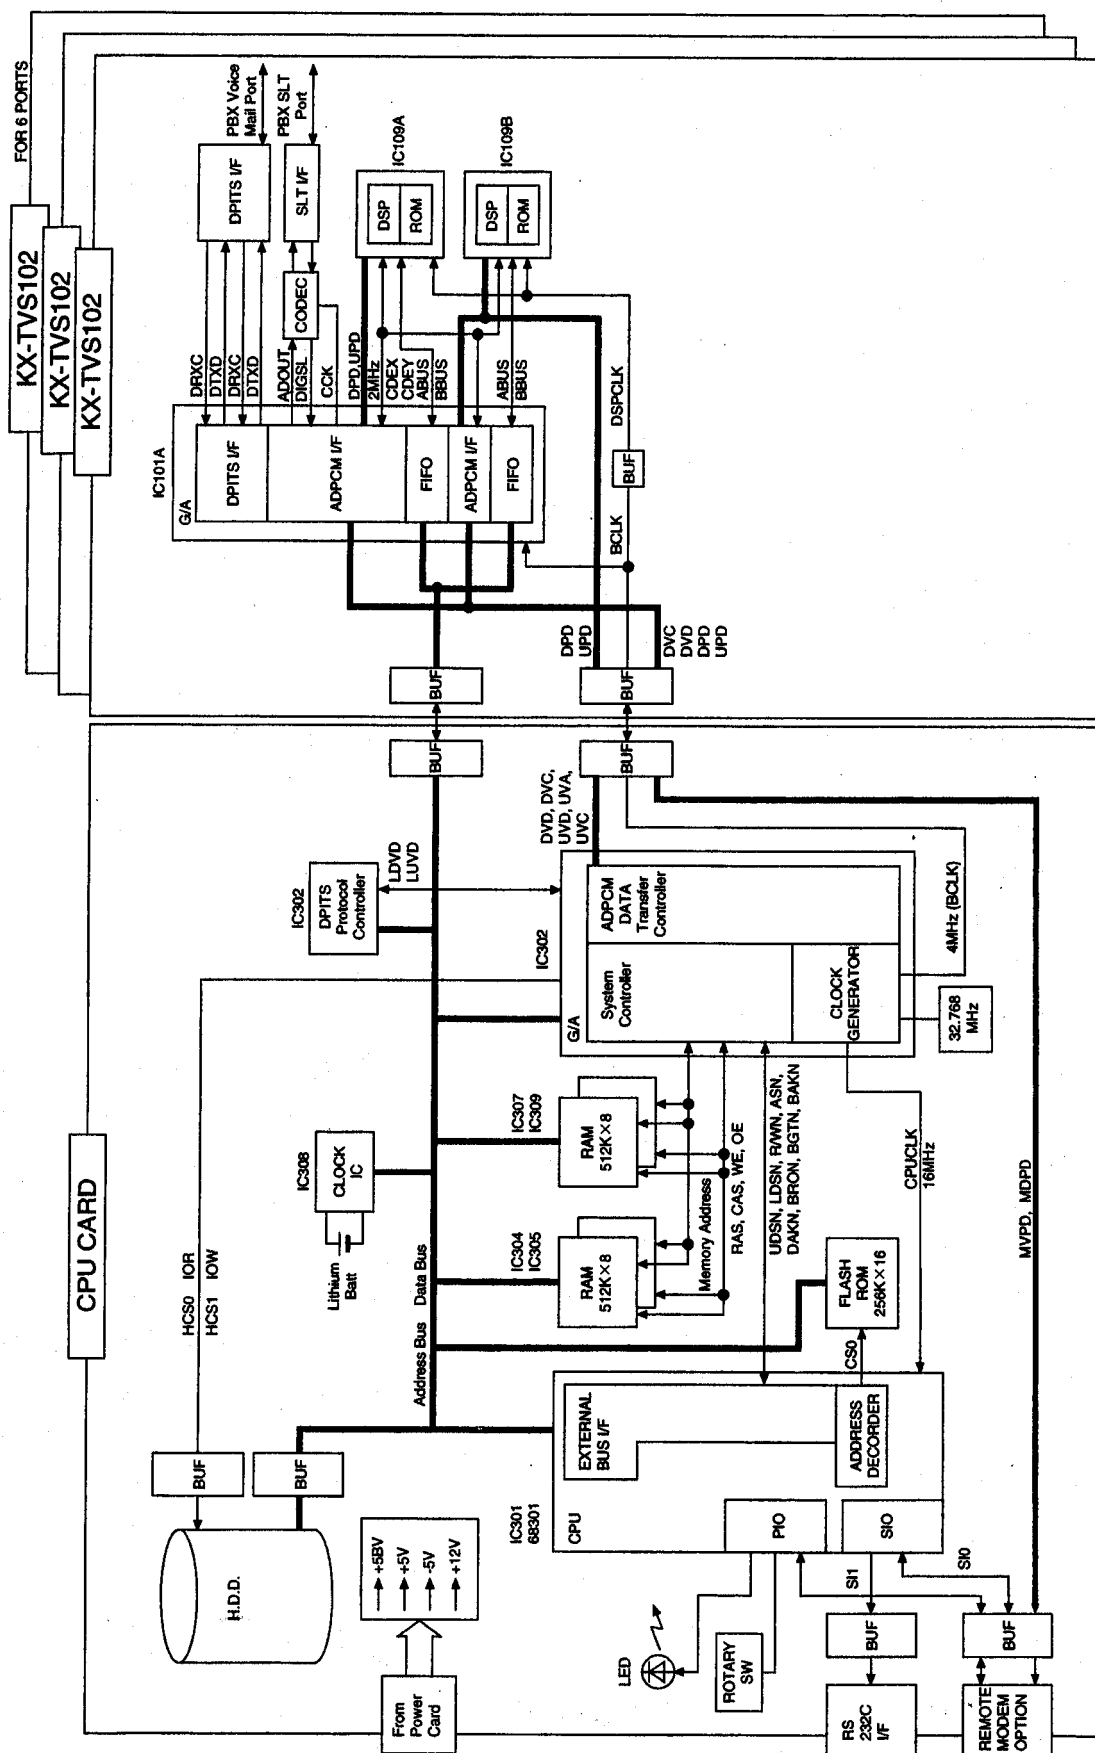 FOR 6 PORTS
KX-TVS102
KX-TVS102
KX-TVS102
IC101A
G/A
DPITS I/F
ADPCM I/F
FIFO
ADPCM I/F
FIFO
DRXC
DTXD
DRXC
DTXD
ADOUT
DIGSL
CCK
DPD,UPD
2MHz
CDEX
CDEY
ABUS
BBUS
ABUS
BBUS
DPITS I/F
PBX Voice
Mail Port
CODEC
SLT I/F
PBX SLT
Port
DSP
ROM
IC109A
DSP
ROM
IC109B
BCLK
BUF
DSPCLK
DPD
UPD
DVC
DVD
DPD
UPD
BUF
BUF
BUF
BUF
CPU CARD
HCS0 IOR
HCS1 IOW
BUF
BUF
H.D.D.
From
Power
Card
+5BV
+5V
-5V
+12V
Address Bus
Data Bus
Lithium
Batt
IC308
CLOCK
IC
IC302
DPITS
Protocol
Controller
LDVD
LUVD
DVD, DVC,
UVD, UVA,
UVC
IC304
IC305
RAM
512K×8
IC307
IC309
RAM
512K×8
Memory Address
RAS, CAS, WE, OE
UDSN, LDSN, R/WN, ASN,
DAKN, BRON, BGTN, BAKN
IC302
G/A
System
Controller
ADPCM
DATA
Transfer
Controller
CLOCK
GENERATOR
4MHz (BCLK)
32.768
MHz
CPUCLK
16MHz
FLASH
ROM
256K×16
CS0
IC301
68301
CPU
EXTERNAL
BUS I/F
ADDRESS
DECORDER
PIO
SIO
SI1
SI0
MVPD, MDPD
LED
ROTARY
SW
BUF
BUF
RS
232C
I/F
REMOTE
MODEM
OPTION